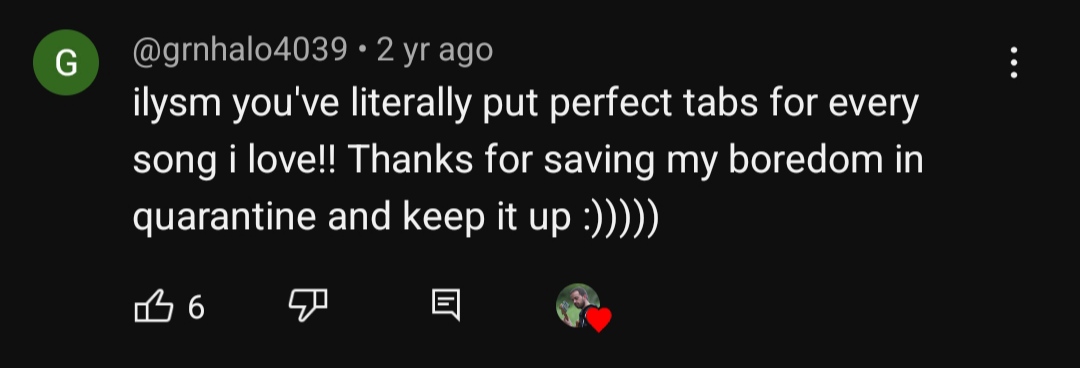 G
@grnhalo4039 • 2 yr ago
ilysm you've literally put perfect tabs for every
song i love!! Thanks for saving my boredom in
quarantine and keep it up :)))))
6